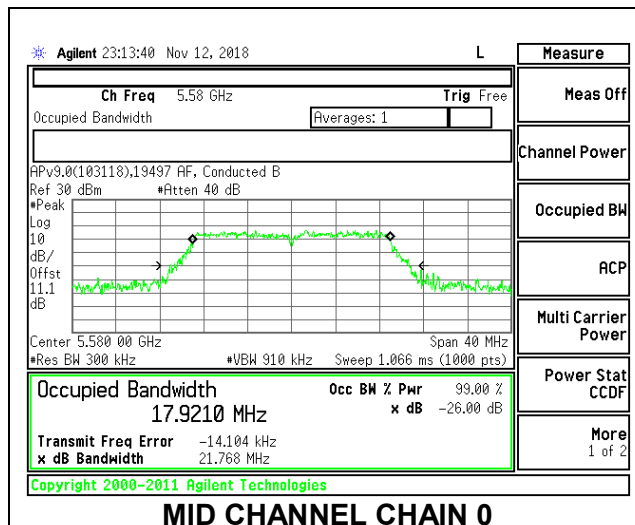 Agilent 23:13:40 Nov 12, 2018 L
Measure
Ch Freq 5.58 GHz Trig Free
Meas Off
Occupied Bandwidth Averages: 1
Channel Power
APv9.0(103118),19497 AF, Conducted B
Ref 30 dBm #Atten 40 dB
#Peak
Log
10
dB/
Offst
11.1
dB
Occupied BW
ACP
Center 5.580 00 GHz Span 40 MHz
#Res BW 300 kHz #VBW 910 kHz Sweep 1.066 ms (1000 pts)
Multi Carrier
Power
Occupied Bandwidth Occ BW % Pwr 99.00 %
17.9210 MHz x dB -26.00 dB
Power Stat
CCDF
Transmit Freq Error -14.104 kHz
x dB Bandwidth 21.768 MHz
More
1 of 2
Copyright 2000-2011 Agilent Technologies
MID CHANNEL CHAIN 0